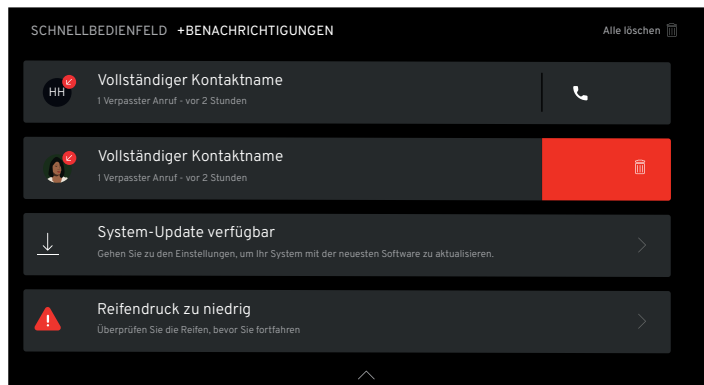 SCHNELLBEDIENFELD +BENACHRICHTIGUNGEN Alle löschen
HH Vollständiger Kontaktname
1 Verpasster Anruf - vor 2 Stunden
Vollständiger Kontaktname
1 Verpasster Anruf - vor 2 Stunden
System-Update verfügbar
Gehen Sie zu den Einstellungen, um Ihr System mit der neuesten Software zu aktualisieren.
Reifendruck zu niedrig
Überprüfen Sie die Reifen, bevor Sie fortfahren